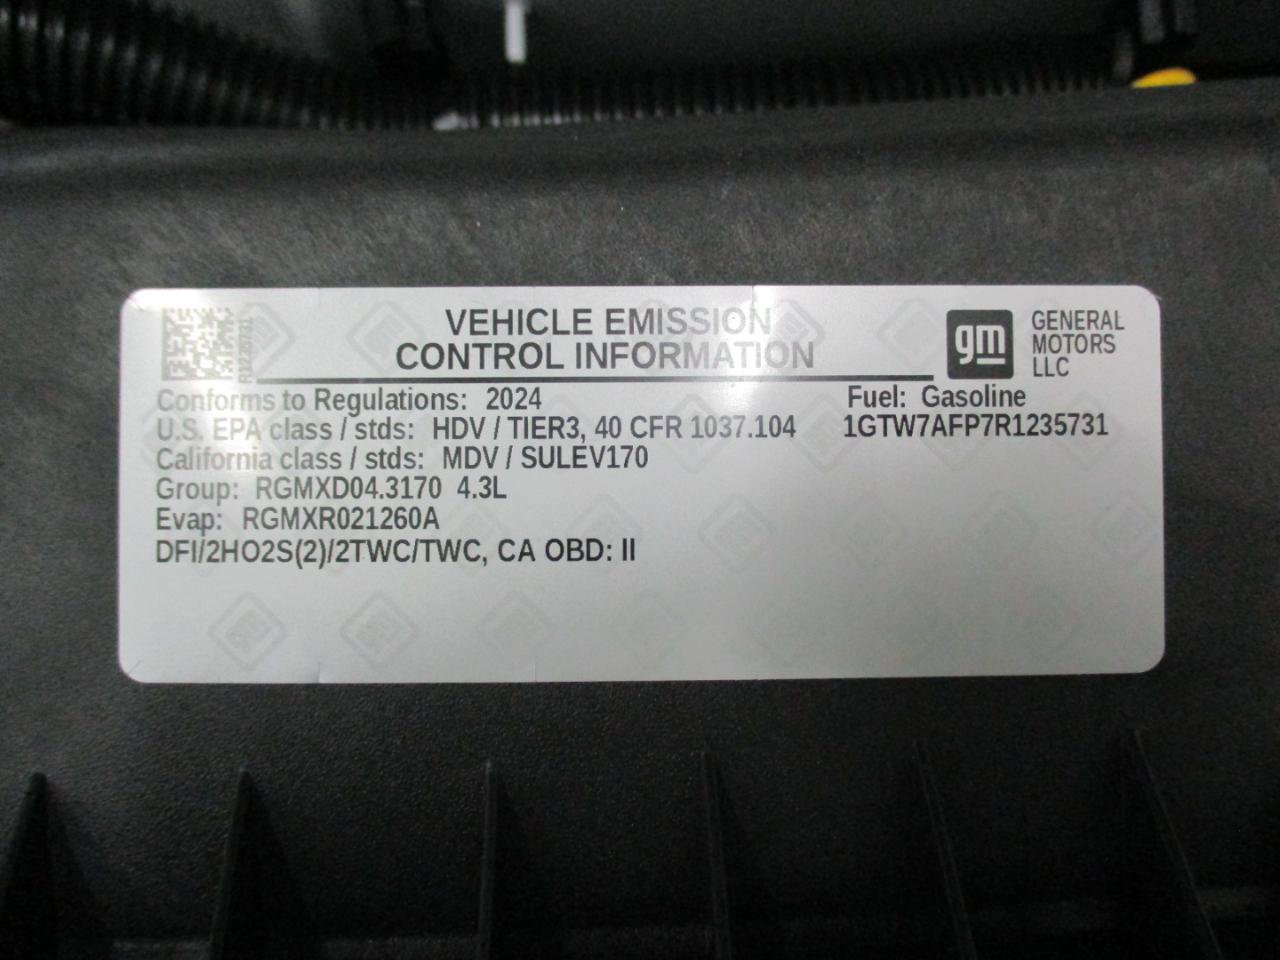 VEHICLE EMISSION
CONTROL INFORMATION
gm
GENERAL
MOTORS
LLC
Conforms to Regulations: 2024
Fuel: Gasoline
U.S. EPA class / stds: HDV / TIER3, 40 CFR 1037.104
1GTW7AFP7R1235731
California class / stds: MDV / SULEV170
Group: RGMXD04.3170 4.3L
Evap: RGMXR021260A
DFI/2HO2S(2)/2TWC/TWC, CA OBD: II